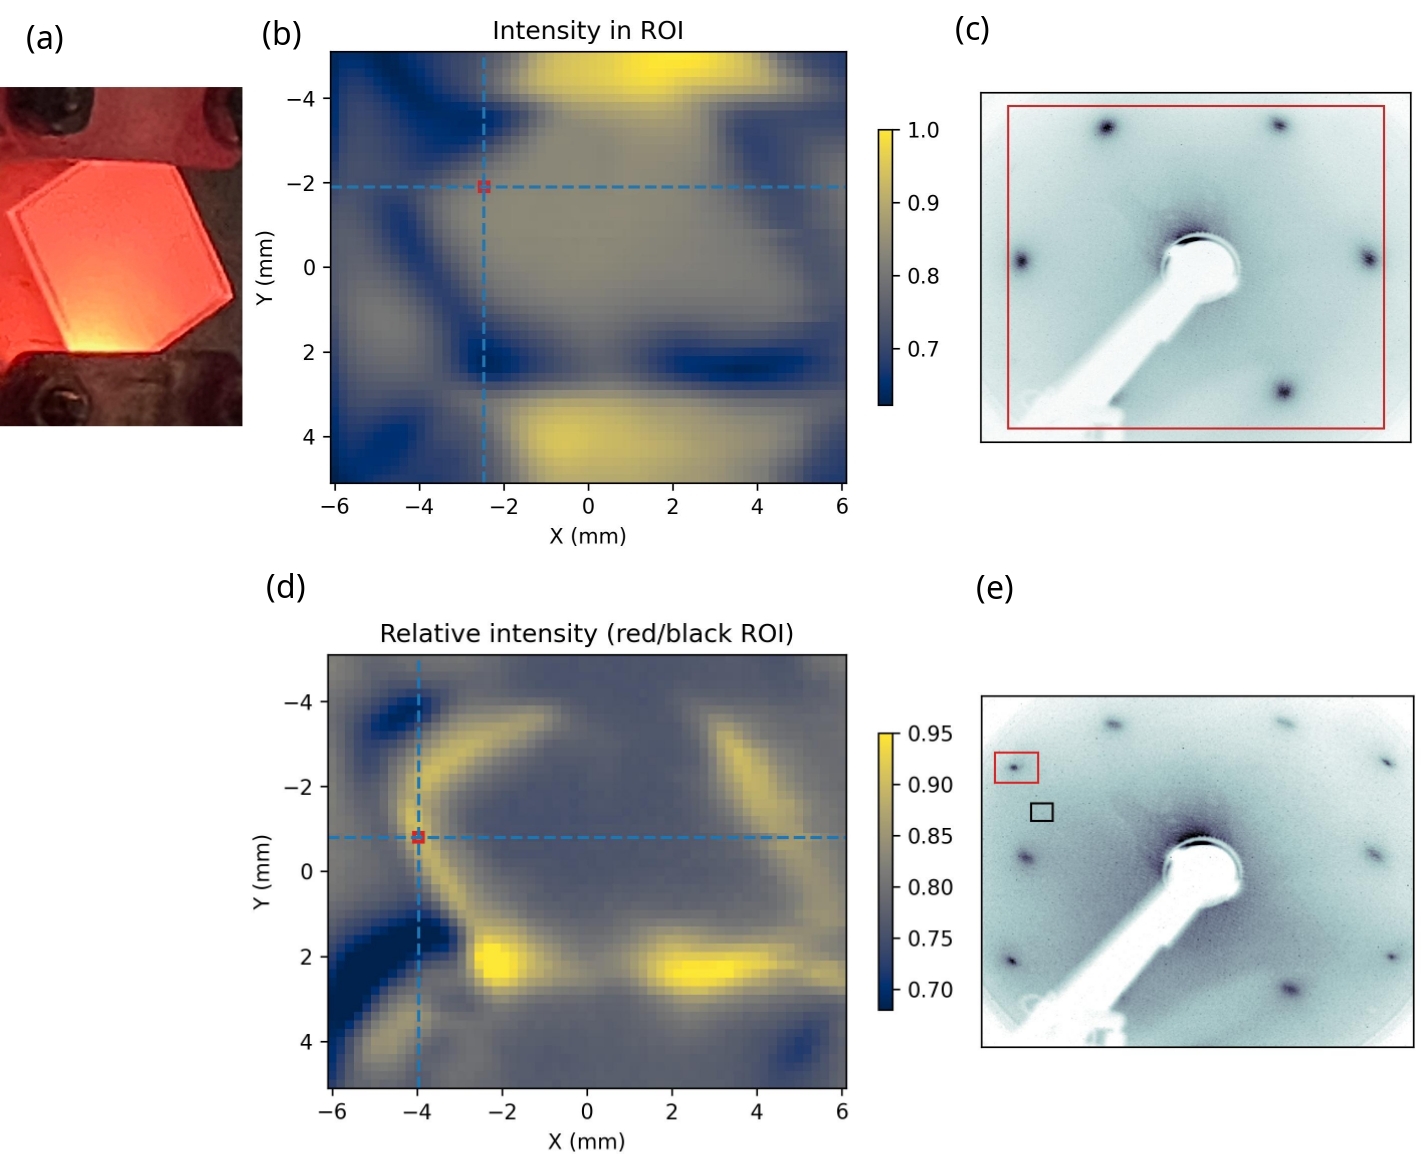 (a)
(b)
Intensity in ROI
(c)
−4
−2
0
2
4
Y (mm)
−6 −4 −2 0 2 4 6
X (mm)
1.0
0.9
0.8
0.7
(d)
Relative intensity (red/black ROI)
(e)
−4
−2
0
2
4
Y (mm)
−6 −4 −2 0 2 4 6
X (mm)
0.95
0.90
0.85
0.80
0.75
0.70